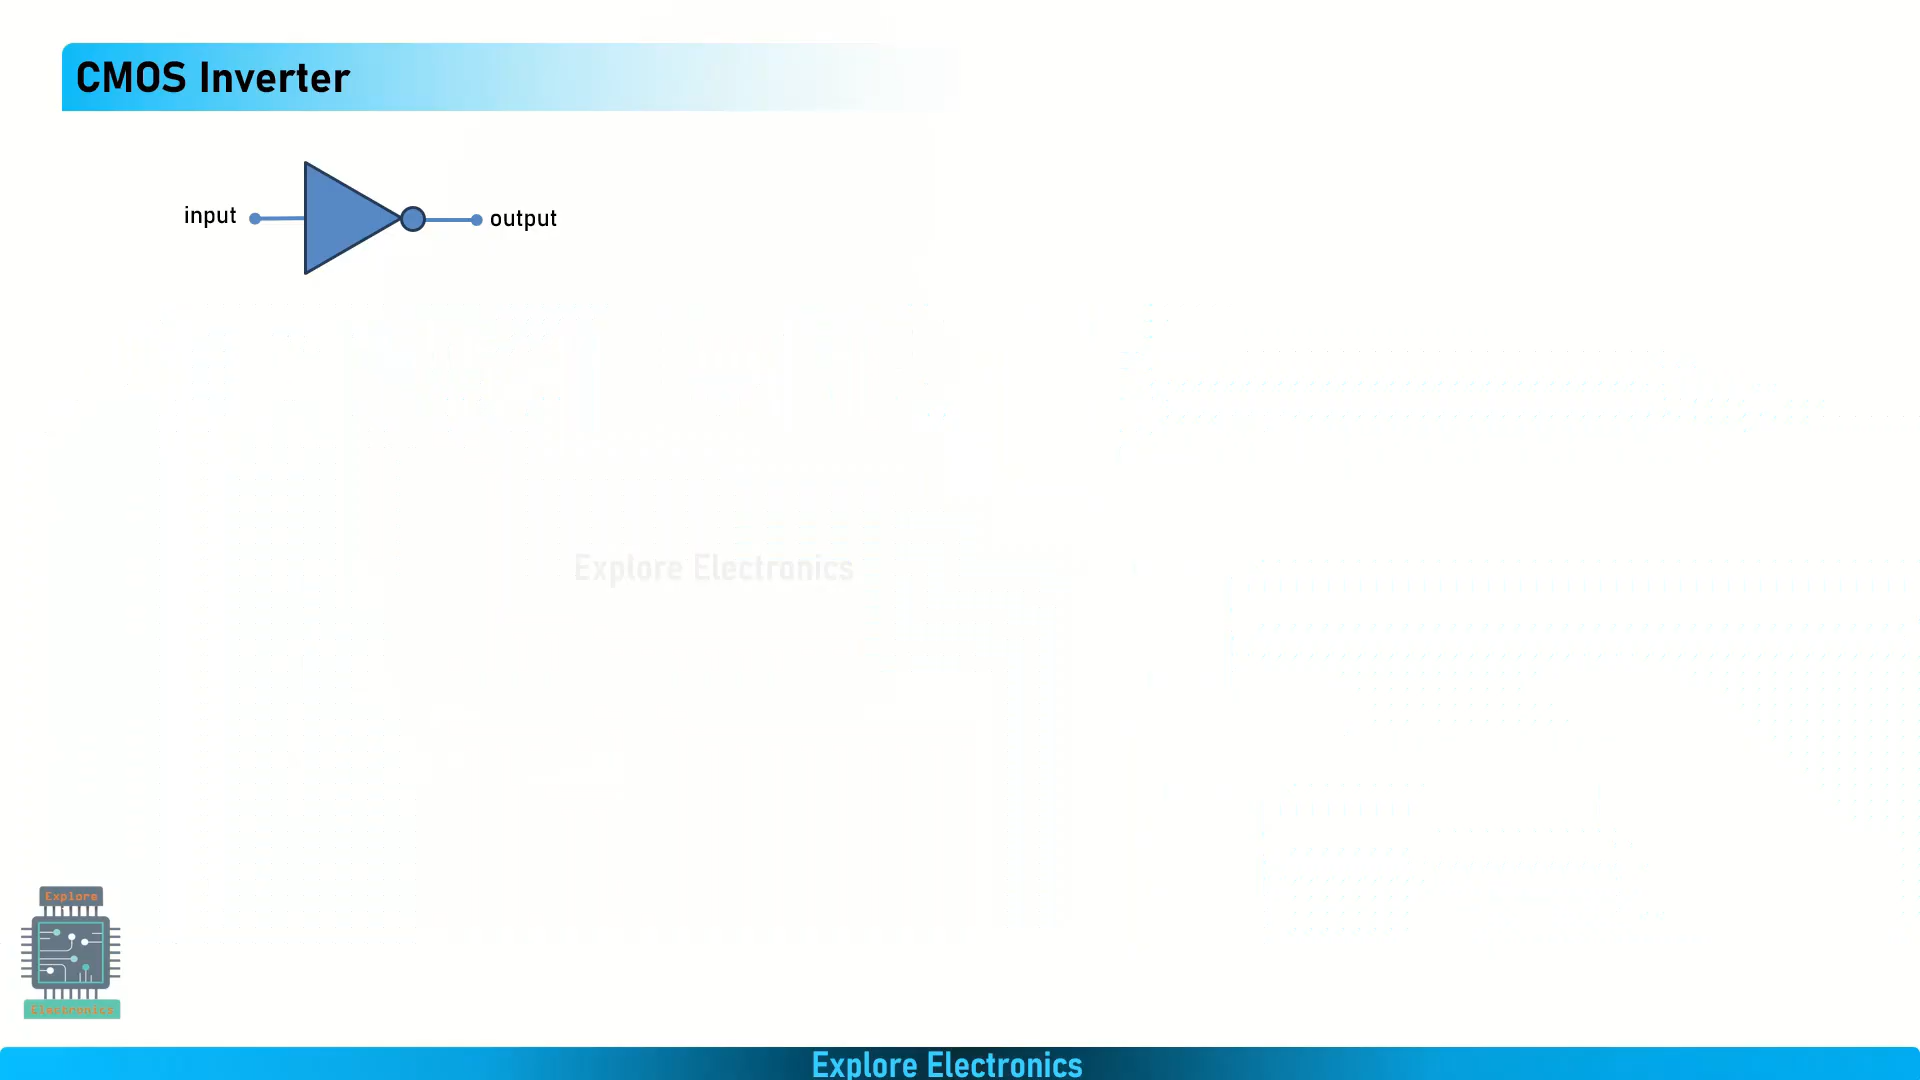 CMOS Inverter
input
output
Explore Electronics
Explore
Electronics
Explore Electronics